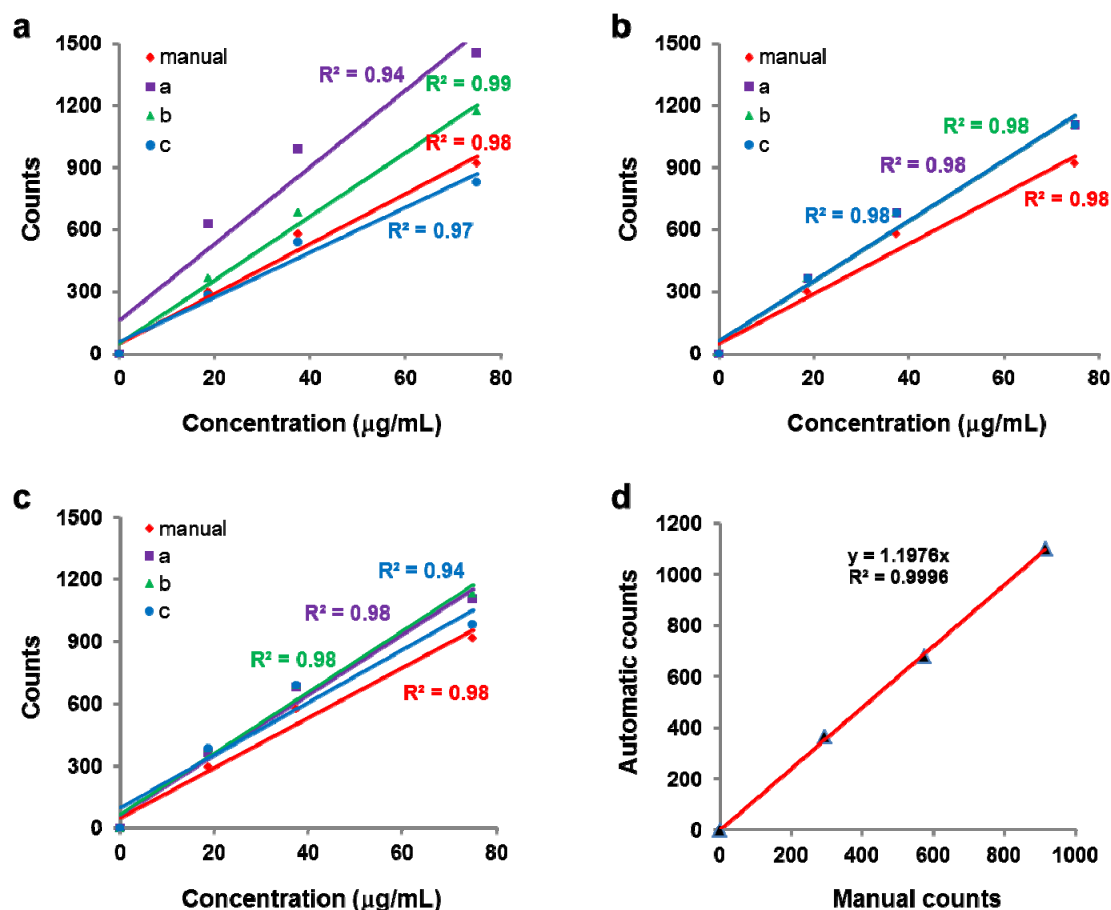 a
1500
1200
900
600
300
0
0 20 40 60 80
Counts
Concentration (µg/mL)
manual
a
b
c
R² = 0.94
R² = 0.99
R² = 0.98
R² = 0.97
b
1500
1200
900
600
300
0
0 20 40 60 80
Counts
Concentration (µg/mL)
manual
a
b
c
R² = 0.98
R² = 0.98
R² = 0.98
R² = 0.98
c
1500
1200
900
600
300
0
0 20 40 60 80
Counts
Concentration (µg/mL)
manual
a
b
c
R² = 0.94
R² = 0.98
R² = 0.98
R² = 0.98
d
1200
1000
800
600
400
200
0
0 200 400 600 800 1000
Automatic counts
Manual counts
y = 1.1976x
R² = 0.9996